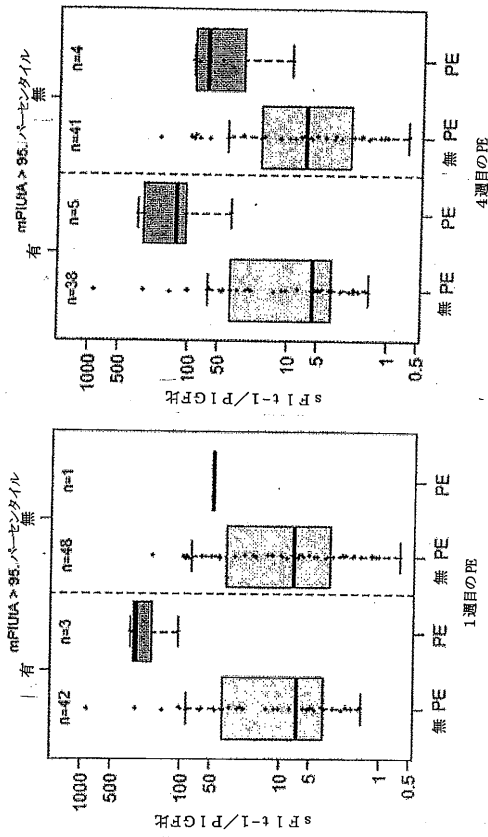 mPIUtA > 95. パーセンタイル
有 無
n=42 n=3 n=48 n=1
sFlt-1/PlGF比
1000
500
100
50
10
5
1
0.5
無 PE PE 無 PE PE
1週目のPE
mPIUtA > 95. パーセンタイル
有 無
n=38 n=5 n=41 n=4
sFlt-1/PlGF比
1000
500
100
50
10
5
1
0.5
無 PE PE 無 PE PE
4週目のPE